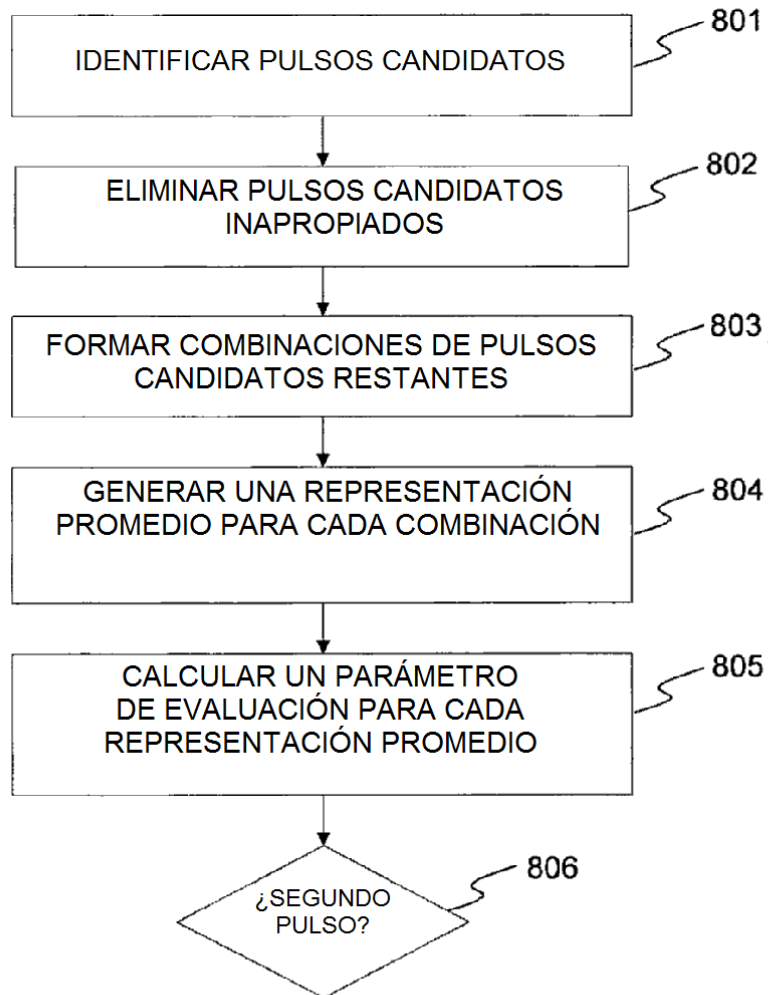 801
IDENTIFICAR PULSOS CANDIDATOS
802
ELIMINAR PULSOS CANDIDATOS
INAPROPIADOS
803
FORMAR COMBINACIONES DE PULSOS
CANDIDATOS RESTANTES
804
GENERAR UNA REPRESENTACIÓN
PROMEDIO PARA CADA COMBINACIÓN
805
CALCULAR UN PARÁMETRO
DE EVALUACIÓN PARA CADA
REPRESENTACIÓN PROMEDIO
806
¿SEGUNDO
PULSO?